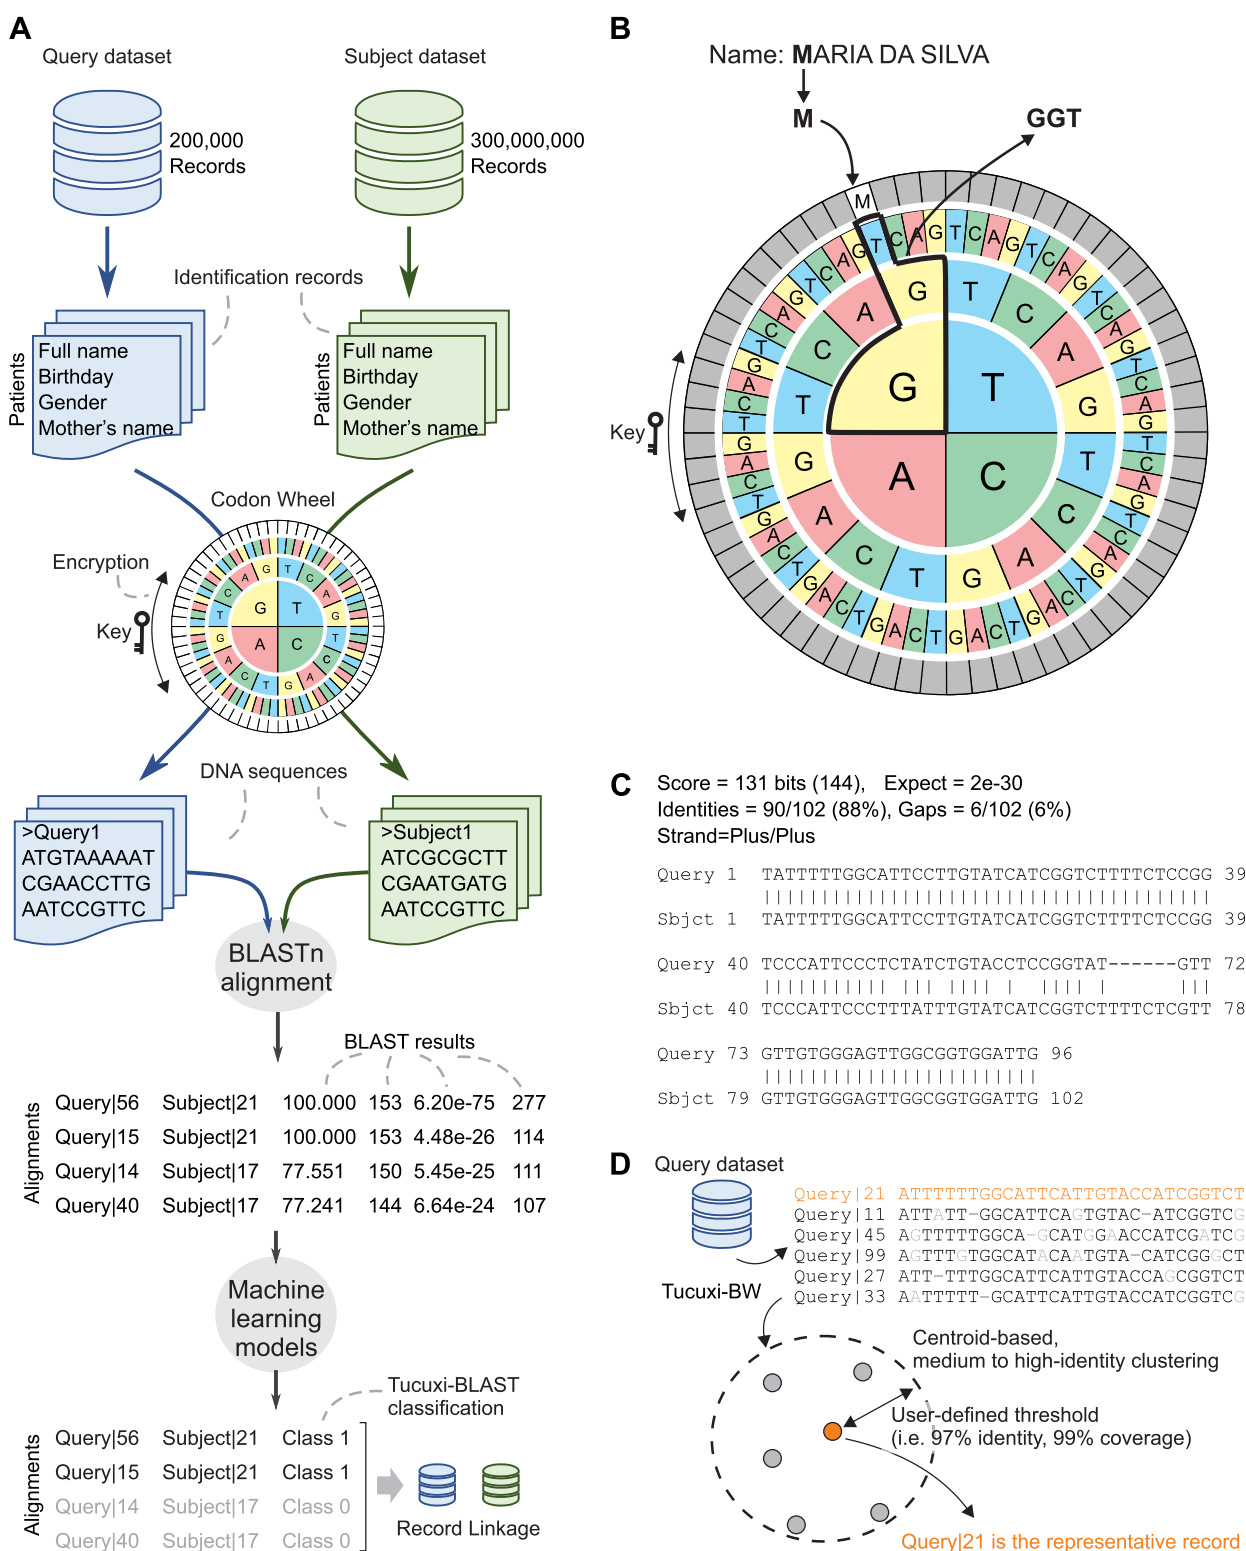 A
Query dataset
Subject dataset
200,000
Records
300,000,000
Records
Identification records
Patients
Full name
Birthday
Gender
Mother's name
Patients
Full name
Birthday
Gender
Mother's name
Codon Wheel
Encryption
Key
G T
A C
DNA sequences
>Query1
ATGTAAAAAT
CGAACCTTG
AATCCGTTC
>Subject1
ATCGCGCTT
CGAATGATG
AATCCGTTC
BLASTn
alignment
BLAST results
Alignments
Query|56 Subject|21 100.000 153 6.20e-75 277
Query|15 Subject|21 100.000 153 4.48e-26 114
Query|14 Subject|17 77.551 150 5.45e-25 111
Query|40 Subject|17 77.241 144 6.64e-24 107
Machine
learning
models
Tucuxi-BLAST
classification
Alignments
Query|56 Subject|21 Class 1
Query|15 Subject|21 Class 1
Query|14 Subject|17 Class 0
Query|40 Subject|17 Class 0
Record Linkage
B
Name: MARIA DA SILVA
M
GGT
M
Key
G T
A C
C
Score = 131 bits (144), Expect = 2e-30
Identities = 90/102 (88%), Gaps = 6/102 (6%)
Strand=Plus/Plus
Query 1 TATTTTTGGCATTCCTTGTATCATCGGTCTTTTCTCCGG 39
Sbjct 1 TATTTTTGGCATTCCTTGTATCATCGGTCTTTTCTCCGG 39
Query 40 TCCCATTCCCTCTATCTGTACCTCCGGTAT------GTT 72
Sbjct 40 TCCCATTCCCTTTATTTGTATCATCGGTCTTTTCTCGTT 78
Query 73 GTTGTGGGAGTTGGCGGTGGATTG 96
Sbjct 79 GTTGTGGGAGTTGGCGGTGGATTG 102
D
Query dataset
Query|21 ATTTTTTGGCATTCATTGTACCATCGGTCT
Query|11 ATTATT-GGCATTCAGTGTAC-ATCGGTCG
Query|45 AGTTTTTGGCA-GCATGGAACCATCGATCG
Query|99 AGTTTGTGGCATACAATGTA-CATCGGGCT
Query|27 ATT-TTTGGCATTCATTGTACCAGCGGTCT
Query|33 AATTTTT-GCATTCATTGTACCATCGGTCG
Tucuxi-BW
Centroid-based,
medium to high-identity clustering
User-defined threshold
(i.e. 97% identity, 99% coverage)
Query|21 is the representative record